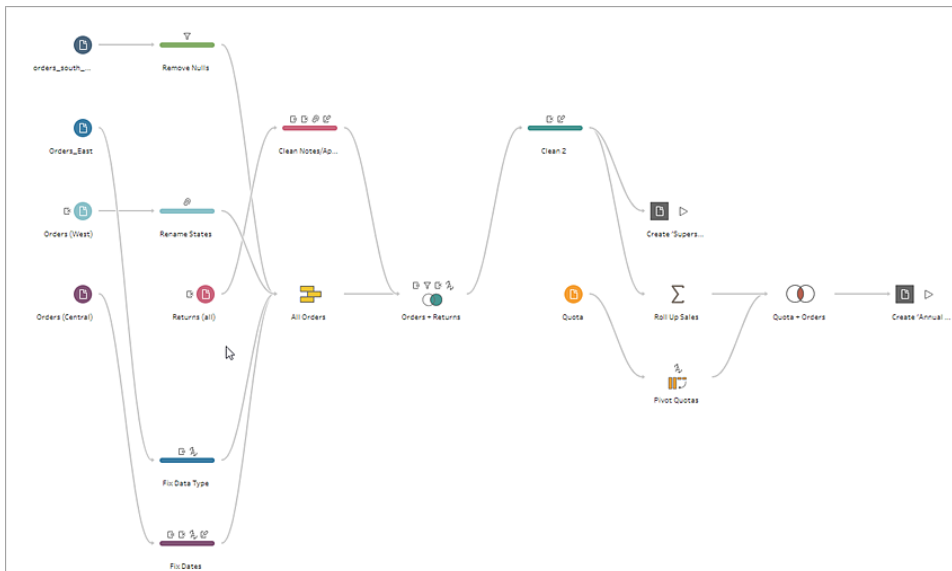 orders_south_...
Remove Nulls
Orders_East
Clean Notes/Ap...
Clean 2
Orders (West)
Rename States
Create 'Supers...
Orders (Central)
Returns (all)
All Orders
Orders + Returns
Quota
Roll Up Sales
Quota + Orders
Create 'Annual ...
Pivot Quotas
Fix Data Type
Fix Dates